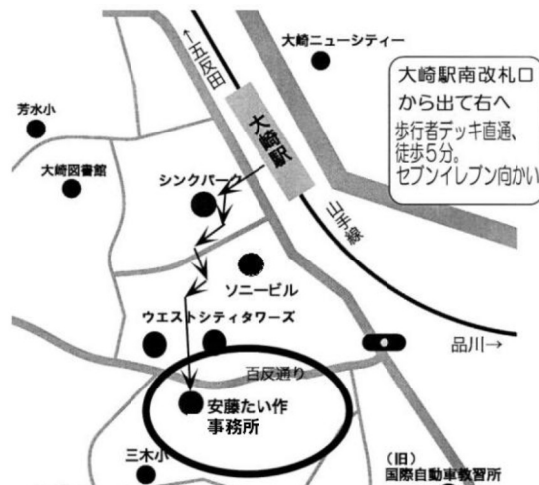 ←五反田
大崎ニューシティー
大崎駅南改札口
から出て右へ
歩行者デッキ直通、
徒歩5分。
セブンイレブン向かい
芳水小
大崎駅
大崎図書館
シンクパーク
山手線
ソニービル
ウエストシティタワーズ
品川→
百反通り
安藤たい作
事務所
三木小
(旧)
国際自動車教習所